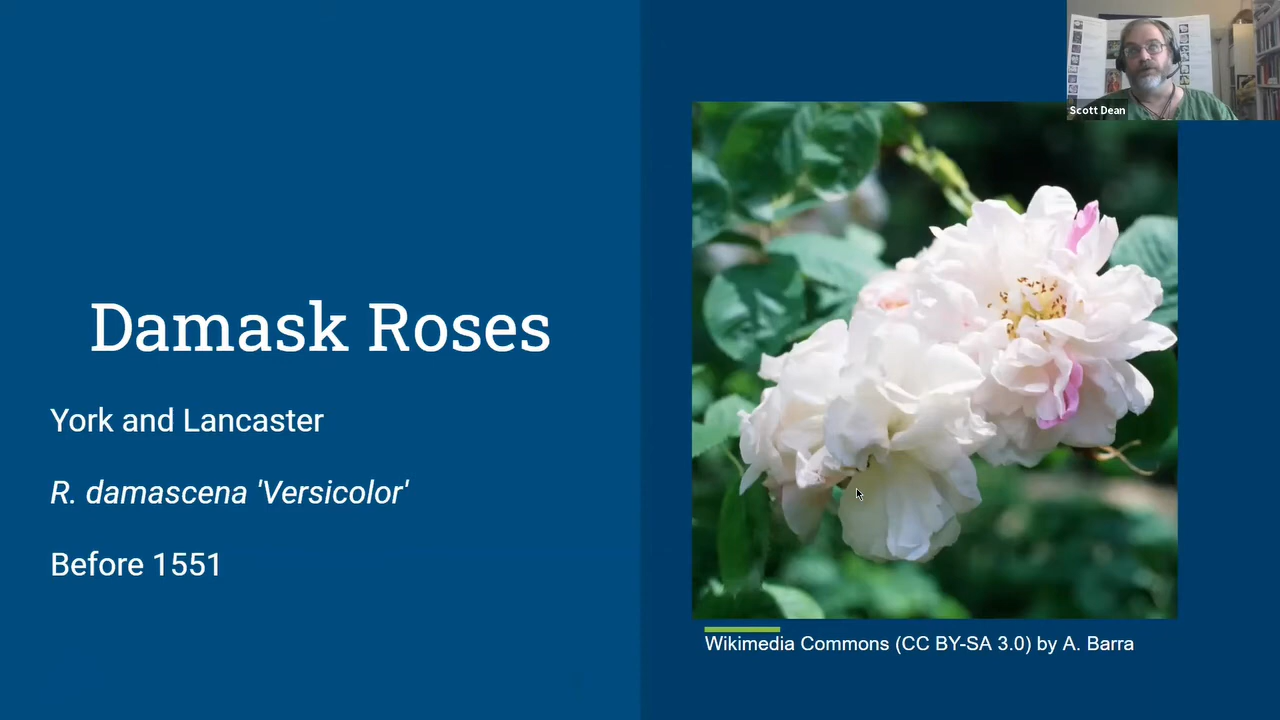 Scott Dean
Damask Roses
York and Lancaster
R. damascena 'Versicolor'
Before 1551
Wikimedia Commons (CC BY-SA 3.0) by A. Barra